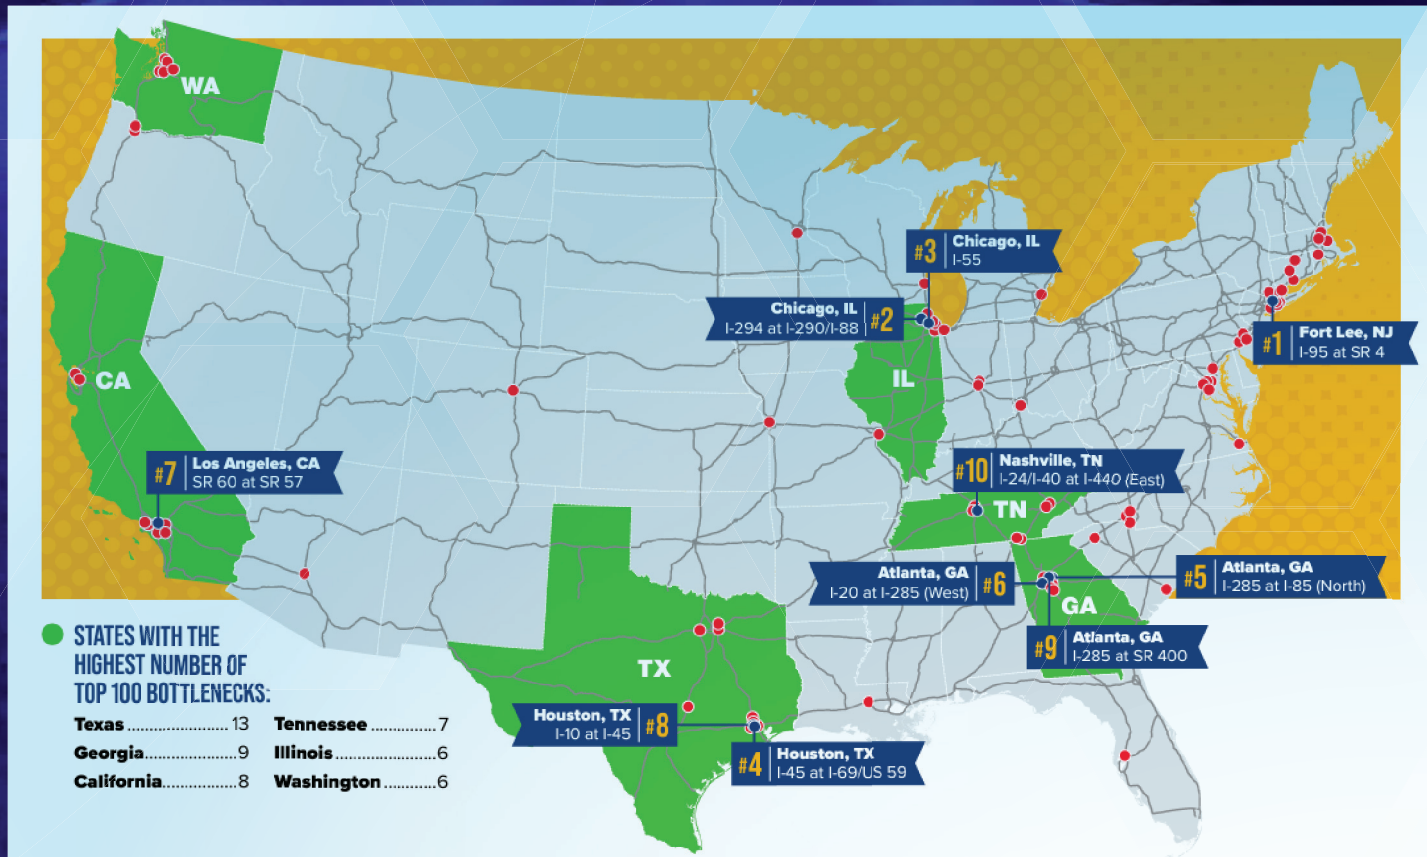 WA
#3 Chicago, IL
I-55
Chicago, IL #2
I-294 at I-290/I-88
#1 Fort Lee, NJ
I-95 at SR 4
CA
IL
#7 Los Angeles, CA
SR 60 at SR 57
#10 Nashville, TN
I-24/I-40 at I-440 (East)
TN
Atlanta, GA #6
I-20 at I-285 (West)
#5 Atlanta, GA
I-285 at I-85 (North)
GA
#9 Atlanta, GA
I-285 at SR 400
TX
Houston, TX #8
I-10 at I-45
#4 Houston, TX
I-45 at I-69/US 59
STATES WITH THE
HIGHEST NUMBER OF
TOP 100 BOTTLENECKS:
Texas 13 Tennessee 7
Georgia 9 Illinois 6
California 8 Washington 6